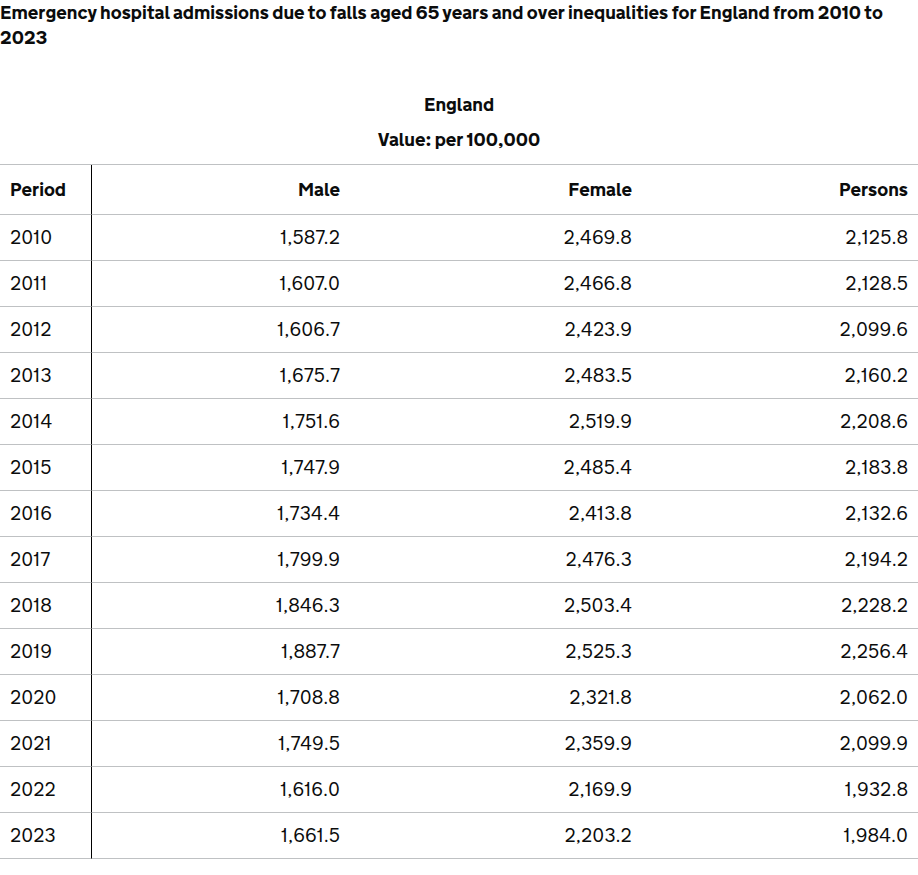 Emergency hospital admissions due to falls aged 65 years and over inequalities for England from 2010 to
2023
England
Value: per 100,000
Period Male Female Persons
2010 1,587.2 2,469.8 2,125.8
2011 1,607.0 2,466.8 2,128.5
2012 1,606.7 2,423.9 2,099.6
2013 1,675.7 2,483.5 2,160.2
2014 1,751.6 2,519.9 2,208.6
2015 1,747.9 2,485.4 2,183.8
2016 1,734.4 2,413.8 2,132.6
2017 1,799.9 2,476.3 2,194.2
2018 1,846.3 2,503.4 2,228.2
2019 1,887.7 2,525.3 2,256.4
2020 1,708.8 2,321.8 2,062.0
2021 1,749.5 2,359.9 2,099.9
2022 1,616.0 2,169.9 1,932.8
2023 1,661.5 2,203.2 1,984.0